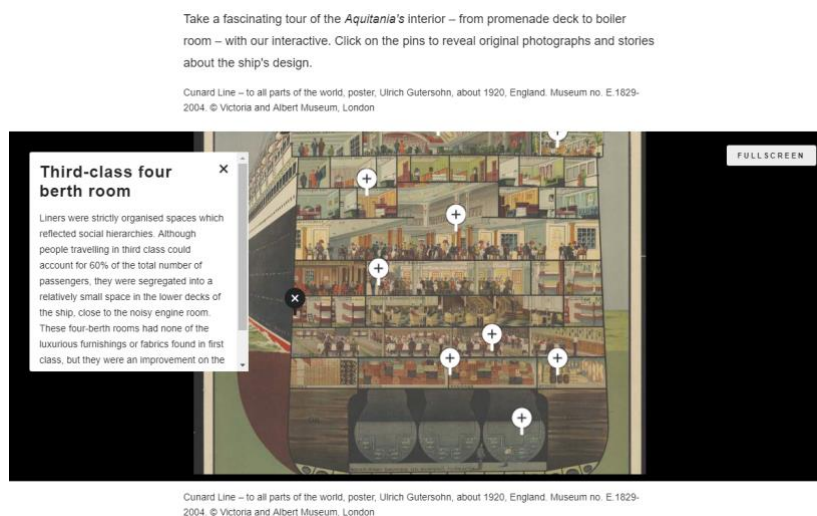 Take a fascinating tour of the Aquitania's interior – from promenade deck to boiler
room – with our interactive. Click on the pins to reveal original photographs and stories
about the ship's design.
Cunard Line – to all parts of the world, poster, Ulrich Gutersohn, about 1920, England. Museum no. E.1829-
2004. © Victoria and Albert Museum, London
FULLSCREEN
Third-class four
berth room
Liners were strictly organised spaces which
reflected social hierarchies. Although
people travelling in third class could
account for 60% of the total number of
passengers, they were segregated into a
relatively small space in the lower decks of
the ship, close to the noisy engine room.
These four-berth rooms had none of the
luxurious furnishings or fabrics found in first
class, but they were an improvement on the
Cunard Line – to all parts of the world, poster, Ulrich Gutersohn, about 1920, England. Museum no. E.1829-
2004. © Victoria and Albert Museum, London